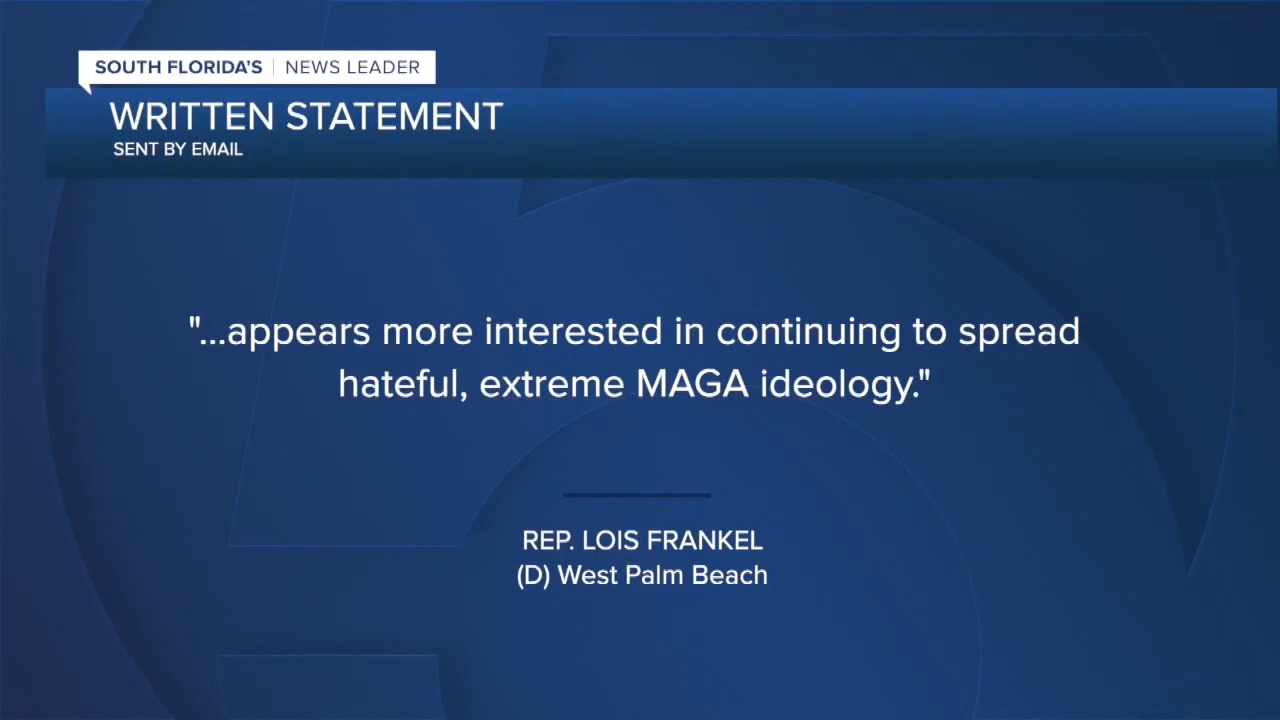 SOUTH FLORIDA'S | NEWS LEADER
WRITTEN STATEMENT
SENT BY EMAIL
"...appears more interested in continuing to spread
hateful, extreme MAGA ideology."
REP. LOIS FRANKEL
(D) West Palm Beach